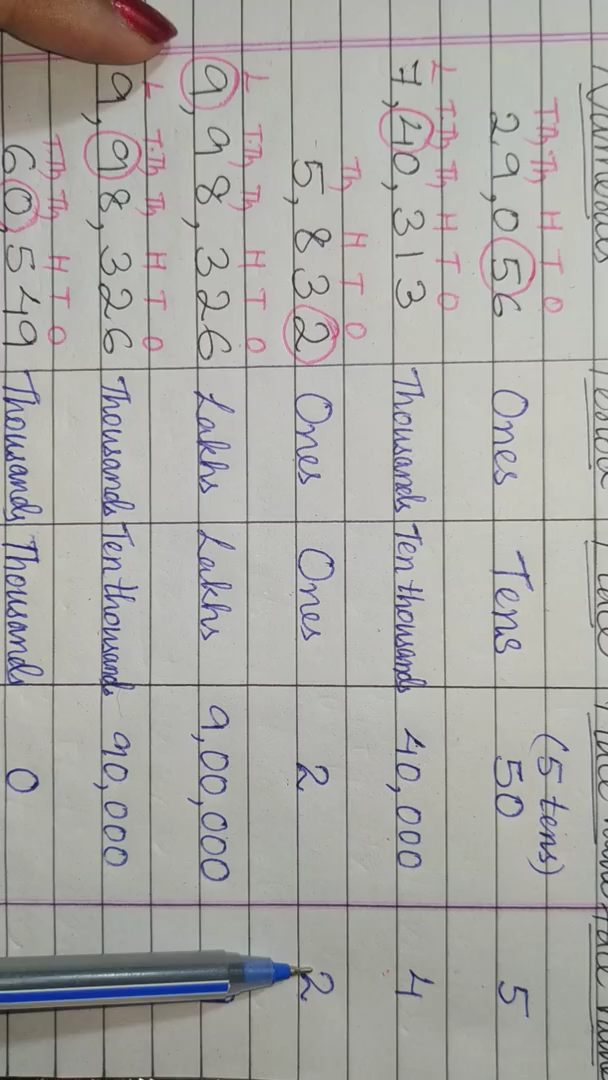 Numerals Period Place Place Value Face Value
T.Th Th H T O
29,056 Ones Tens (5 tens) 50 5
L T.Th Th H T O
7,40,313 Thousands Ten thousands 40,000 4
Th H T O
5,832 Ones Ones 2 2
L T.Th Th H T O
9,98,326 Lakhs Lakhs 9,00,000
L T.Th Th H T O
9,98,326 Thousands Ten thousands 90,000
T.Th Th H T O
60,549 Thousands Thousands 0